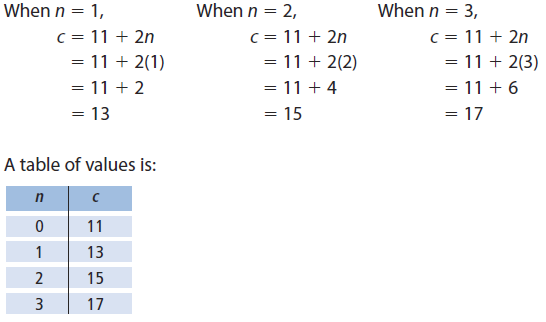 When n = 1,
c = 11 + 2n
= 11 + 2(1)
= 11 + 2
= 13
When n = 2,
c = 11 + 2n
= 11 + 2(2)
= 11 + 4
= 15
When n = 3,
c = 11 + 2n
= 11 + 2(3)
= 11 + 6
= 17
A table of values is:
n c
0 11
1 13
2 15
3 17